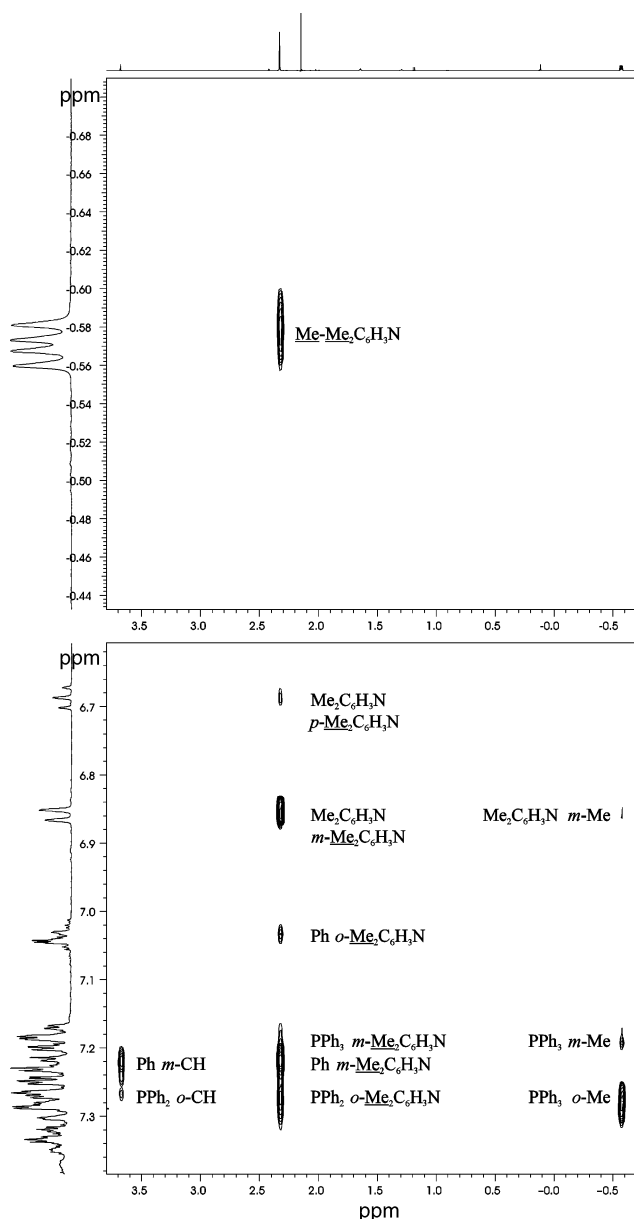 ppm
-0.68
-0.66
-0.64
-0.62
-0.60
-0.58
Me-Me₂C₆H₃N
-0.56
-0.54
-0.52
-0.50
-0.48
-0.46
-0.44
3.5 3.0 2.5 2.0 1.5 1.0 0.5 -0.0 -0.5
ppm
6.7
Me₂C₆H₃N
p-Me₂C₆H₃N
6.8
Me₂C₆H₃N Me₂C₆H₃N m-Me
m-Me₂C₆H₃N
6.9
7.0
Ph o-Me₂C₆H₃N
7.1
PPh₃ m-Me₂C₆H₃N PPh₃ m-Me
7.2
Ph m-CH Ph m-Me₂C₆H₃N
PPh₂ o-CH PPh₂ o-Me₂C₆H₃N PPh₃ o-Me
7.3
3.5 3.0 2.5 2.0 1.5 1.0 0.5 -0.0 -0.5
ppm